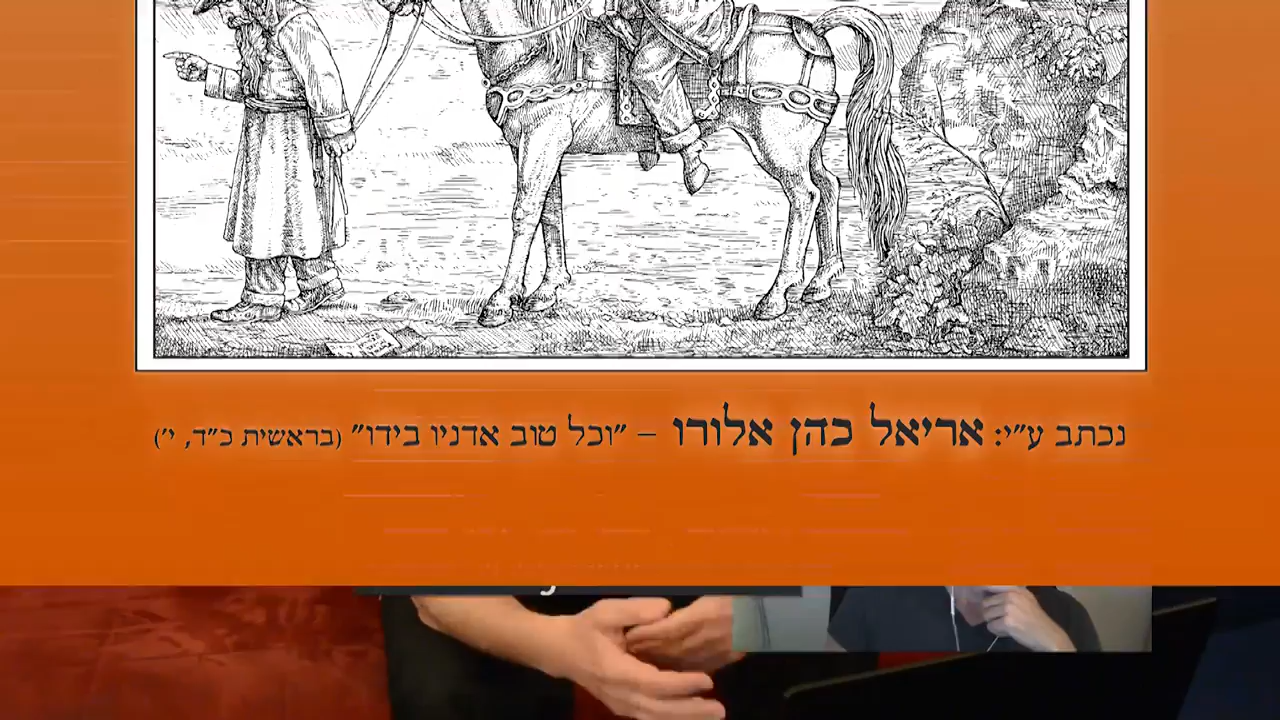 נכתב ע״י: אריאל כהן אלורו – ״וכל טוב אדניו בידו״ (בראשית כ״ד, י׳)